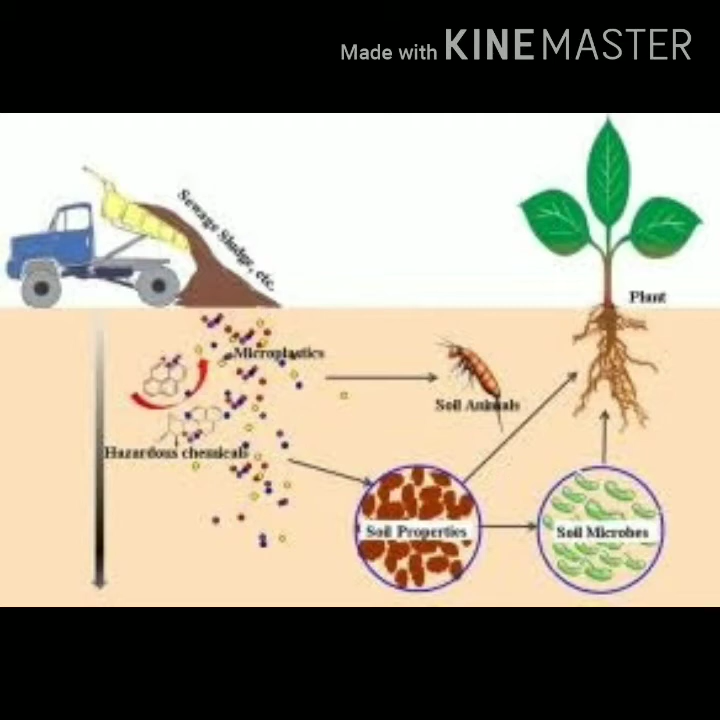 Made with KINEMASTER
Sewage Sludge, etc.
Plant
Microplastics
Soil Animals
Hazardous chemicals
Soil Properties
Soil Microbes